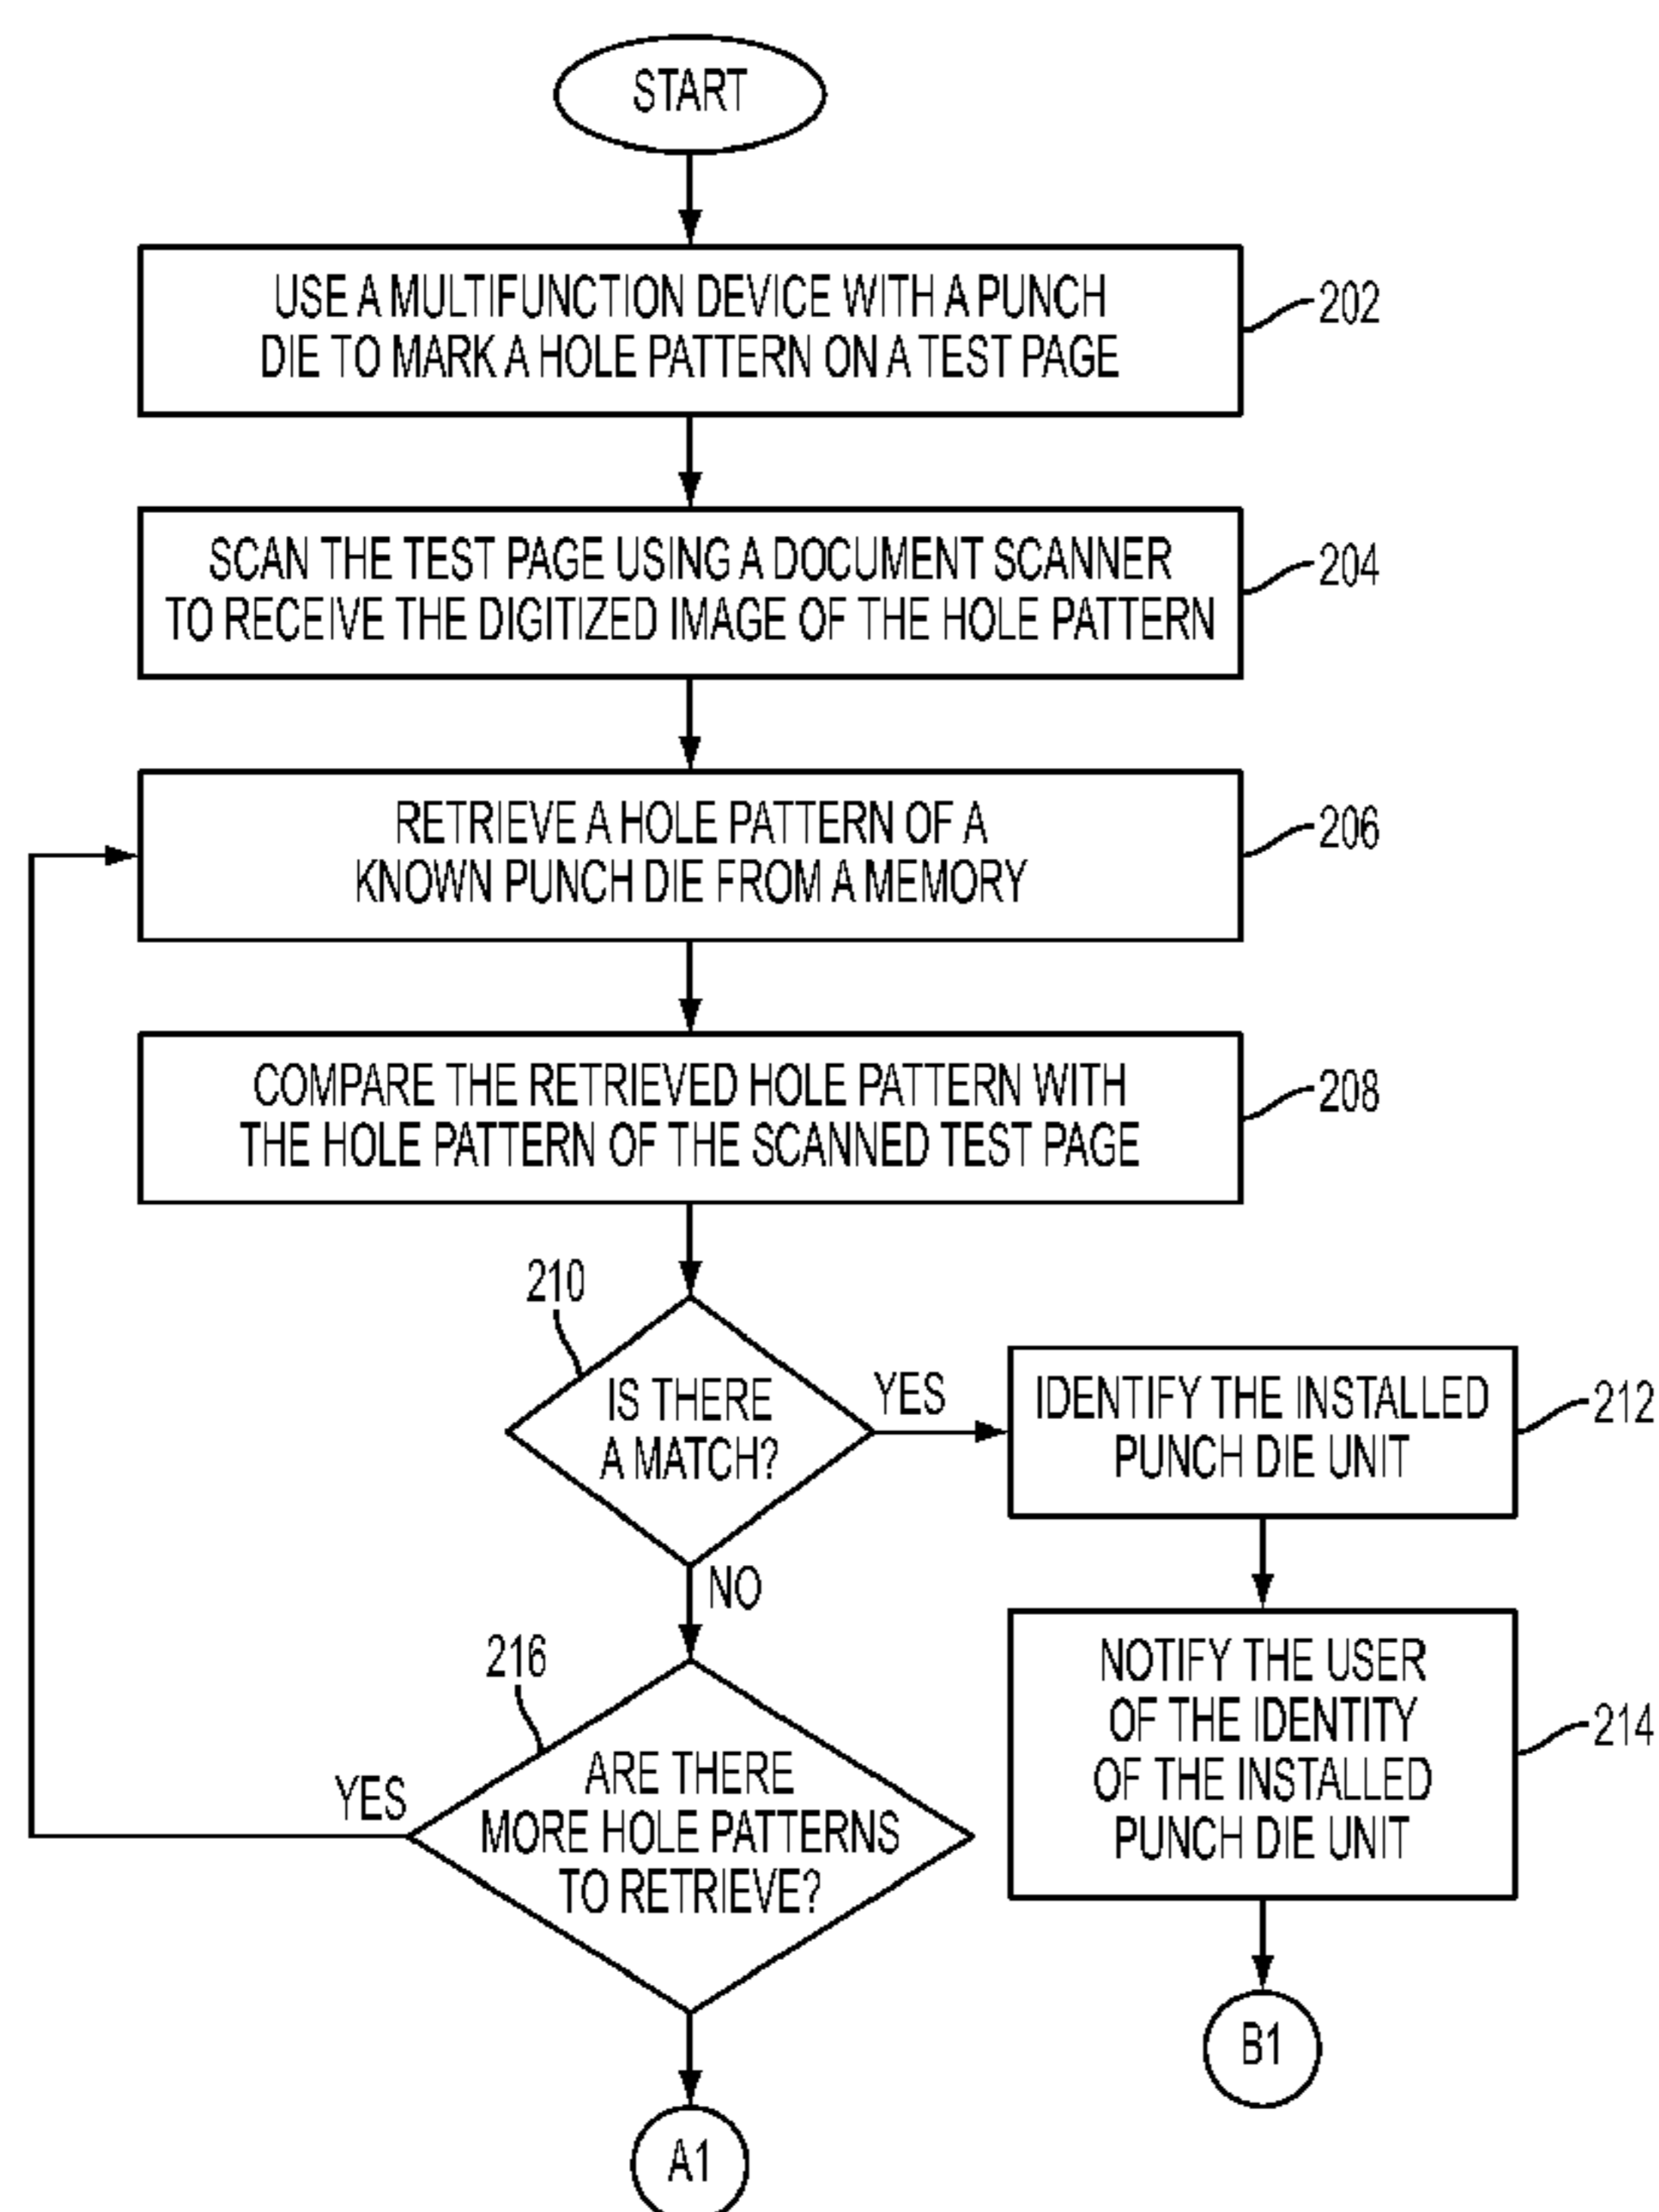 START
USE A MULTIFUNCTION DEVICE WITH A PUNCH
DIE TO MARK A HOLE PATTERN ON A TEST PAGE
202
SCAN THE TEST PAGE USING A DOCUMENT SCANNER
TO RECEIVE THE DIGITIZED IMAGE OF THE HOLE PATTERN
204
RETRIEVE A HOLE PATTERN OF A
KNOWN PUNCH DIE FROM A MEMORY
206
COMPARE THE RETRIEVED HOLE PATTERN WITH
THE HOLE PATTERN OF THE SCANNED TEST PAGE
208
210
IS THERE
A MATCH?
YES
IDENTIFY THE INSTALLED
PUNCH DIE UNIT
212
NO
NOTIFY THE USER
OF THE IDENTITY
OF THE INSTALLED
PUNCH DIE UNIT
214
216
ARE THERE
MORE HOLE PATTERNS
TO RETRIEVE?
YES
B1
A1